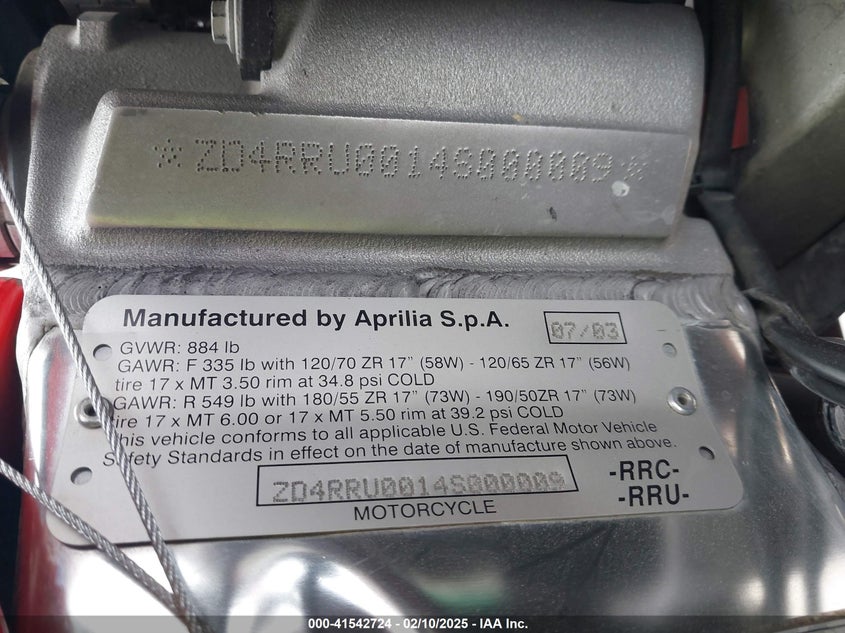 *ZD4RRU0014S000009*
Manufactured by Aprilia S.p.A. 07/03
GVWR: 884 lb
GAWR: F 335 lb with 120/70 ZR 17" (58W) - 120/65 ZR 17" (56W)
tire 17 x MT 3.50 rim at 34.8 psi COLD
GAWR: R 549 lb with 180/55 ZR 17" (73W) - 190/50ZR 17" (73W)
tire 17 x MT 6.00 or 17 x MT 5.50 rim at 39.2 psi COLD
This vehicle conforms to all applicable U.S. Federal Motor Vehicle
Safety Standards in effect on the date of manufacture shown above.
ZD4RRU0014S000009
MOTORCYCLE
-RRC-
-RRU-
000-41542724 - 02/10/2025 - IAA Inc.